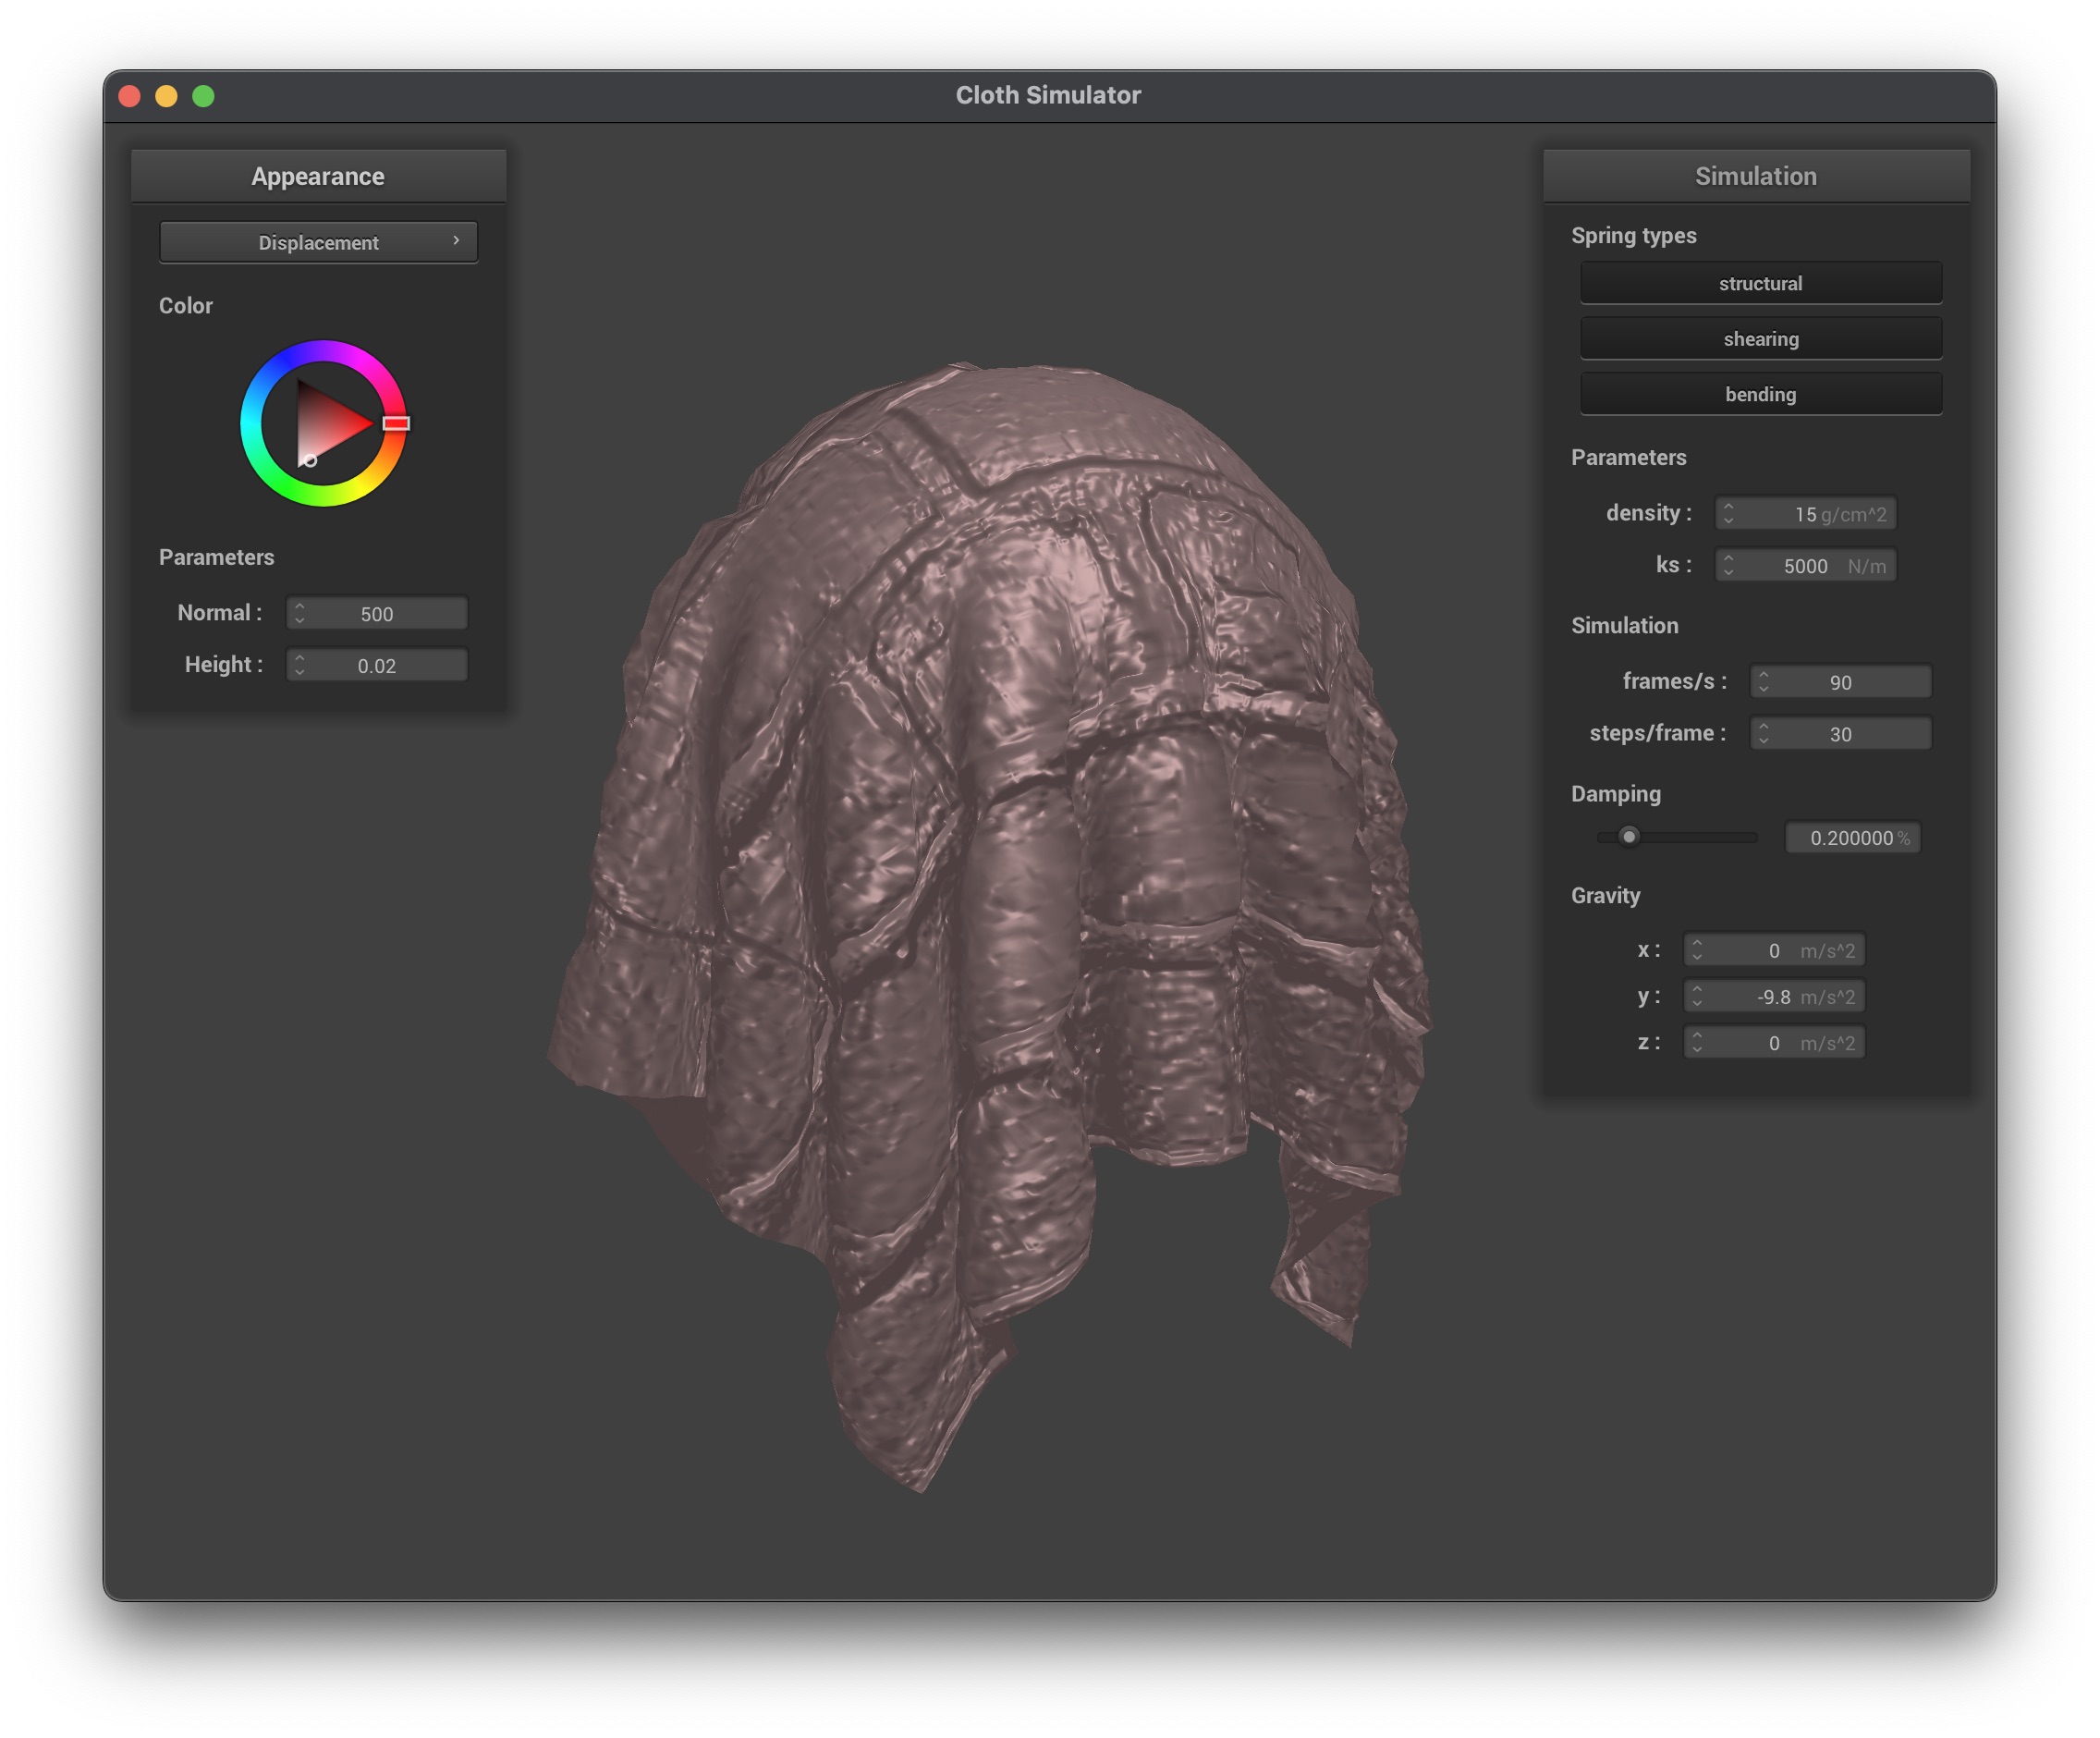 Cloth Simulator
Appearance
Displacement
Color
Parameters
Normal : 500
Height : 0.02
Simulation
Spring types
structural
shearing
bending
Parameters
density : 15 g/cm^2
ks : 5000 N/m
Simulation
frames/s : 90
steps/frame : 30
Damping
0.200000 %
Gravity
x : 0 m/s^2
y : -9.8 m/s^2
z : 0 m/s^2